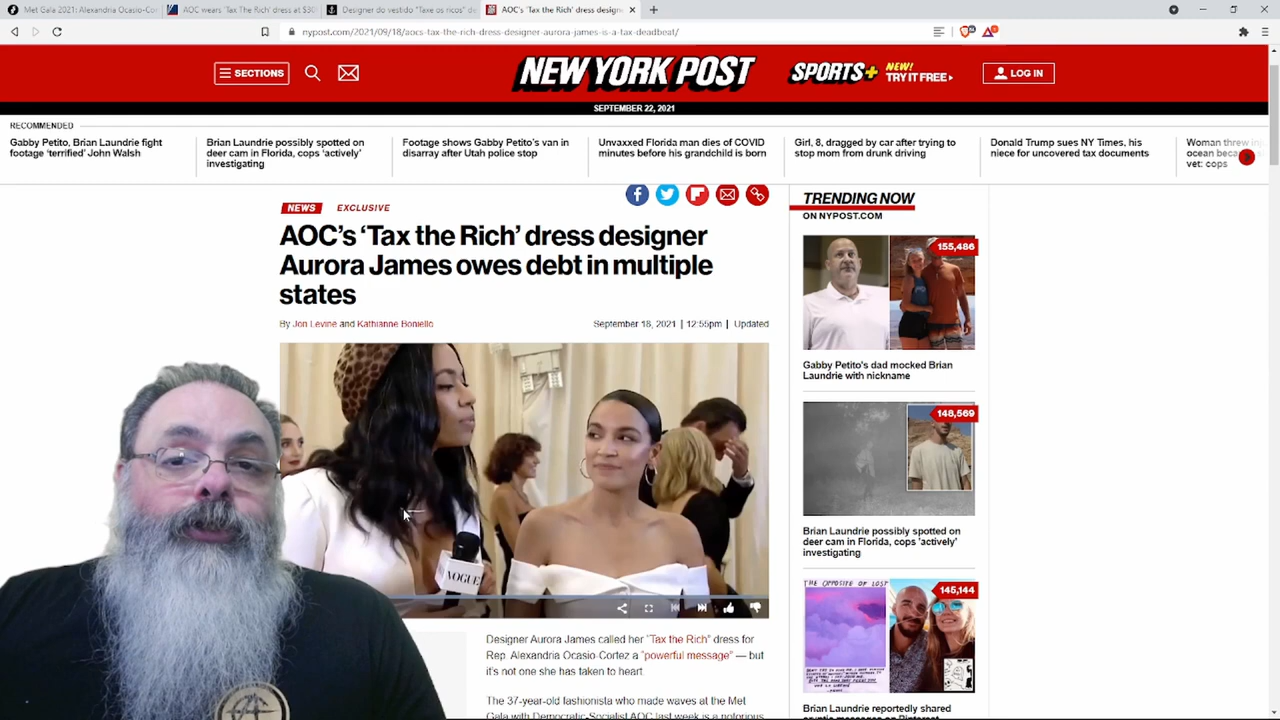 Met Gala 2021: Alexandria Ocasio-Cor
AOC wears 'Tax The Rich' dress at $30
Designer do vestido "Taxe os ricos" d
AOC's 'Tax the Rich' dress designe
nypost.com/2021/09/18/aocs-tax-the-rich-dress-designer-aurora-james-is-a-tax-deadbeat/
SECTIONS
NEW YORK POST
SPORTS+
NEW!
TRY IT FREE
LOG IN
SEPTEMBER 22, 2021
RECOMMENDED
Gabby Petito, Brian Laundrie fight
footage 'terrified' John Walsh
Brian Laundrie possibly spotted on
deer cam in Florida, cops 'actively'
investigating
Footage shows Gabby Petito's van in
disarray after Utah police stop
Unvaxxed Florida man dies of COVID
minutes before his grandchild is born
Girl, 8, dragged by car after trying to
stop mom from drunk driving
Donald Trump sues NY Times, his
niece for uncovered tax documents
Woman threw
ocean
vet: cops
NEWS
EXCLUSIVE
AOC's 'Tax the Rich' dress designer
Aurora James owes debt in multiple
states
By Jon Levine and Kathianne Boniello
September 18, 2021 | 12:55pm | Updated
VOGUE
Designer Aurora James called her "Tax the Rich" dress for
Rep. Alexandria Ocasio-Cortez a "powerful message" — but
it's not one she has taken to heart.
The 37-year-old fashionista who made waves at the Met
Gala with Democratic-Socialist AOC last week is a notorious
TRENDING NOW
ON NYPOST.COM
155,486
Gabby Petito's dad mocked Brian
Laundrie with nickname
148,569
Brian Laundrie possibly spotted on
deer cam in Florida, cops 'actively'
investigating
THE OPPOSITE OF LOST
145,144
Brian Laundrie reportedly shared
cryptic messages on Pinterest